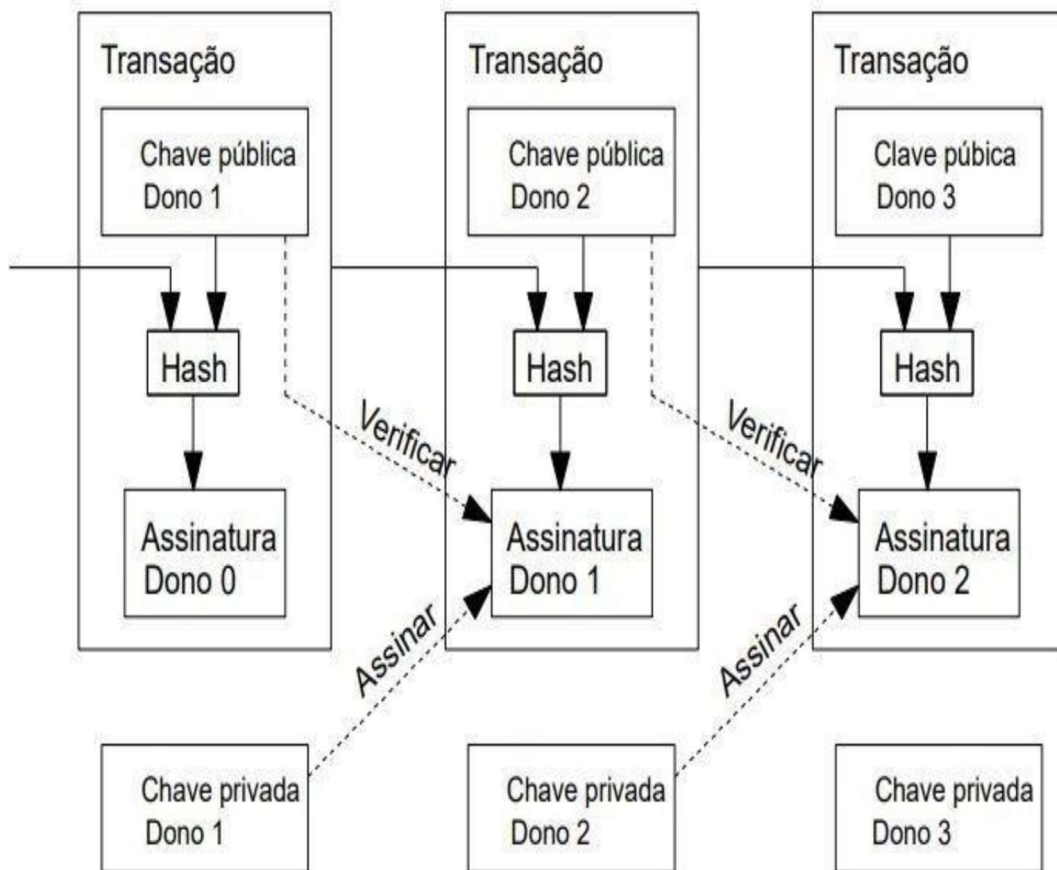 Transação
Chave pública
Dono 1
Hash
Assinatura
Dono 0
Transação
Chave pública
Dono 2
Hash
Verificar
Assinatura
Dono 1
Assinar
Transação
Clave púbica
Dono 3
Hash
Verificar
Assinatura
Dono 2
Assinar
Chave privada
Dono 1
Chave privada
Dono 2
Chave privada
Dono 3